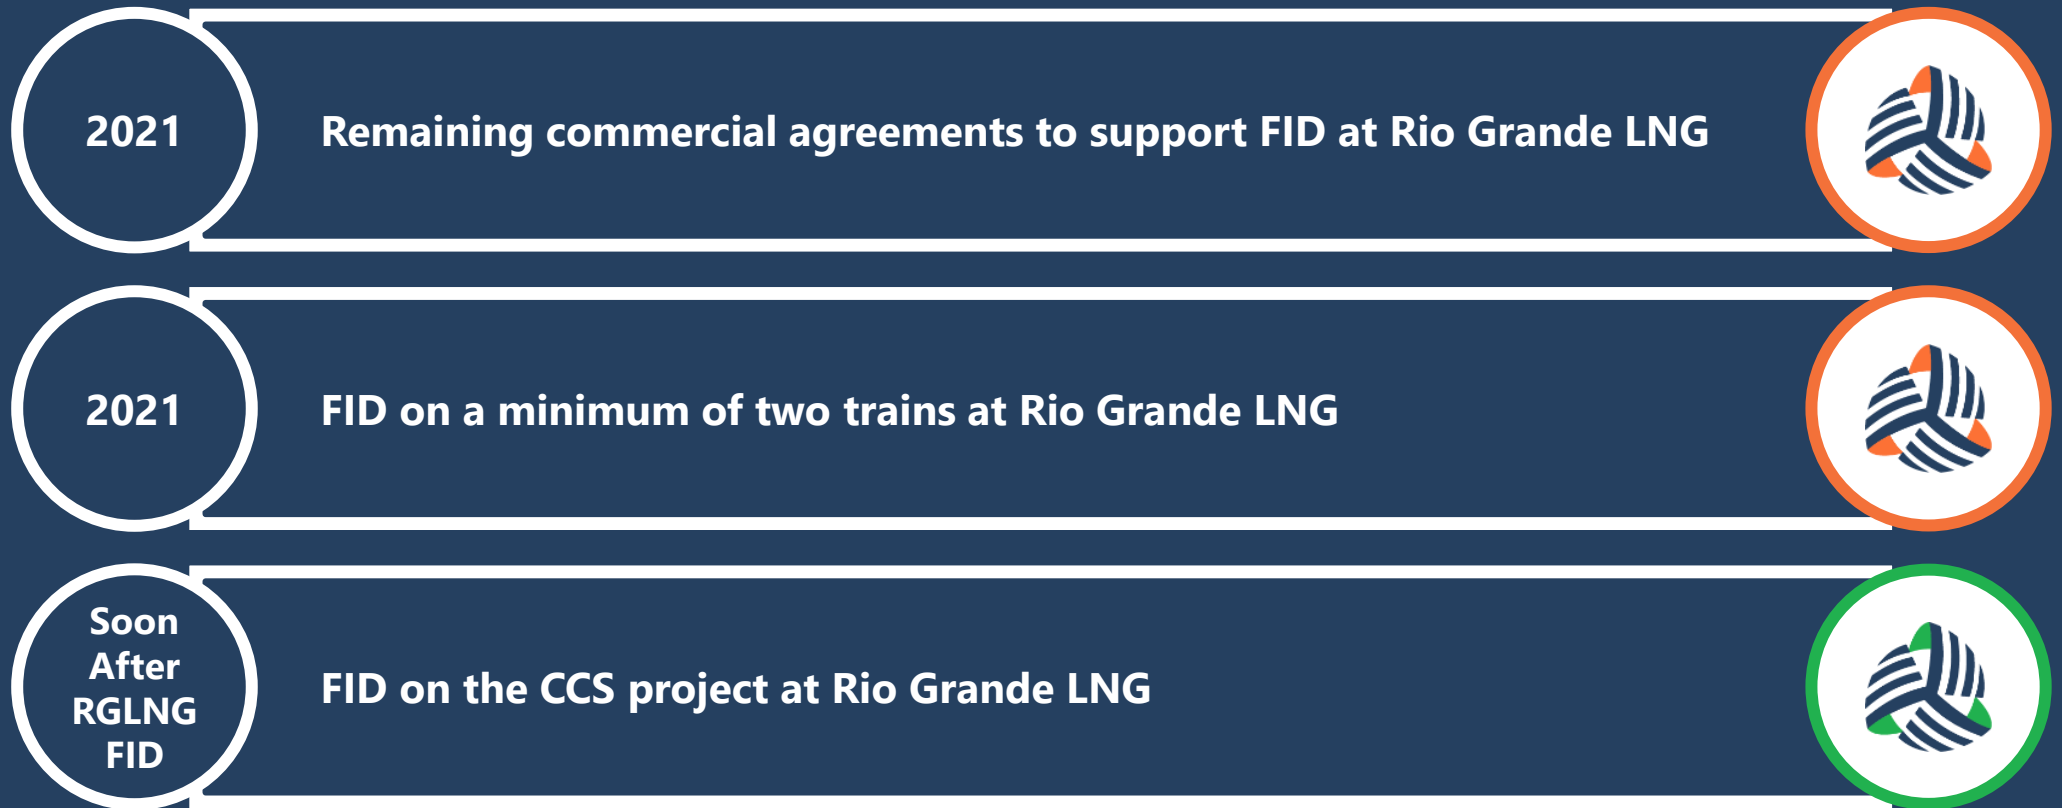 2021
Remaining commercial agreements to support FID at Rio Grande LNG
2021
FID on a minimum of two trains at Rio Grande LNG
Soon
After
RGLNG
FID
FID on the CCS project at Rio Grande LNG